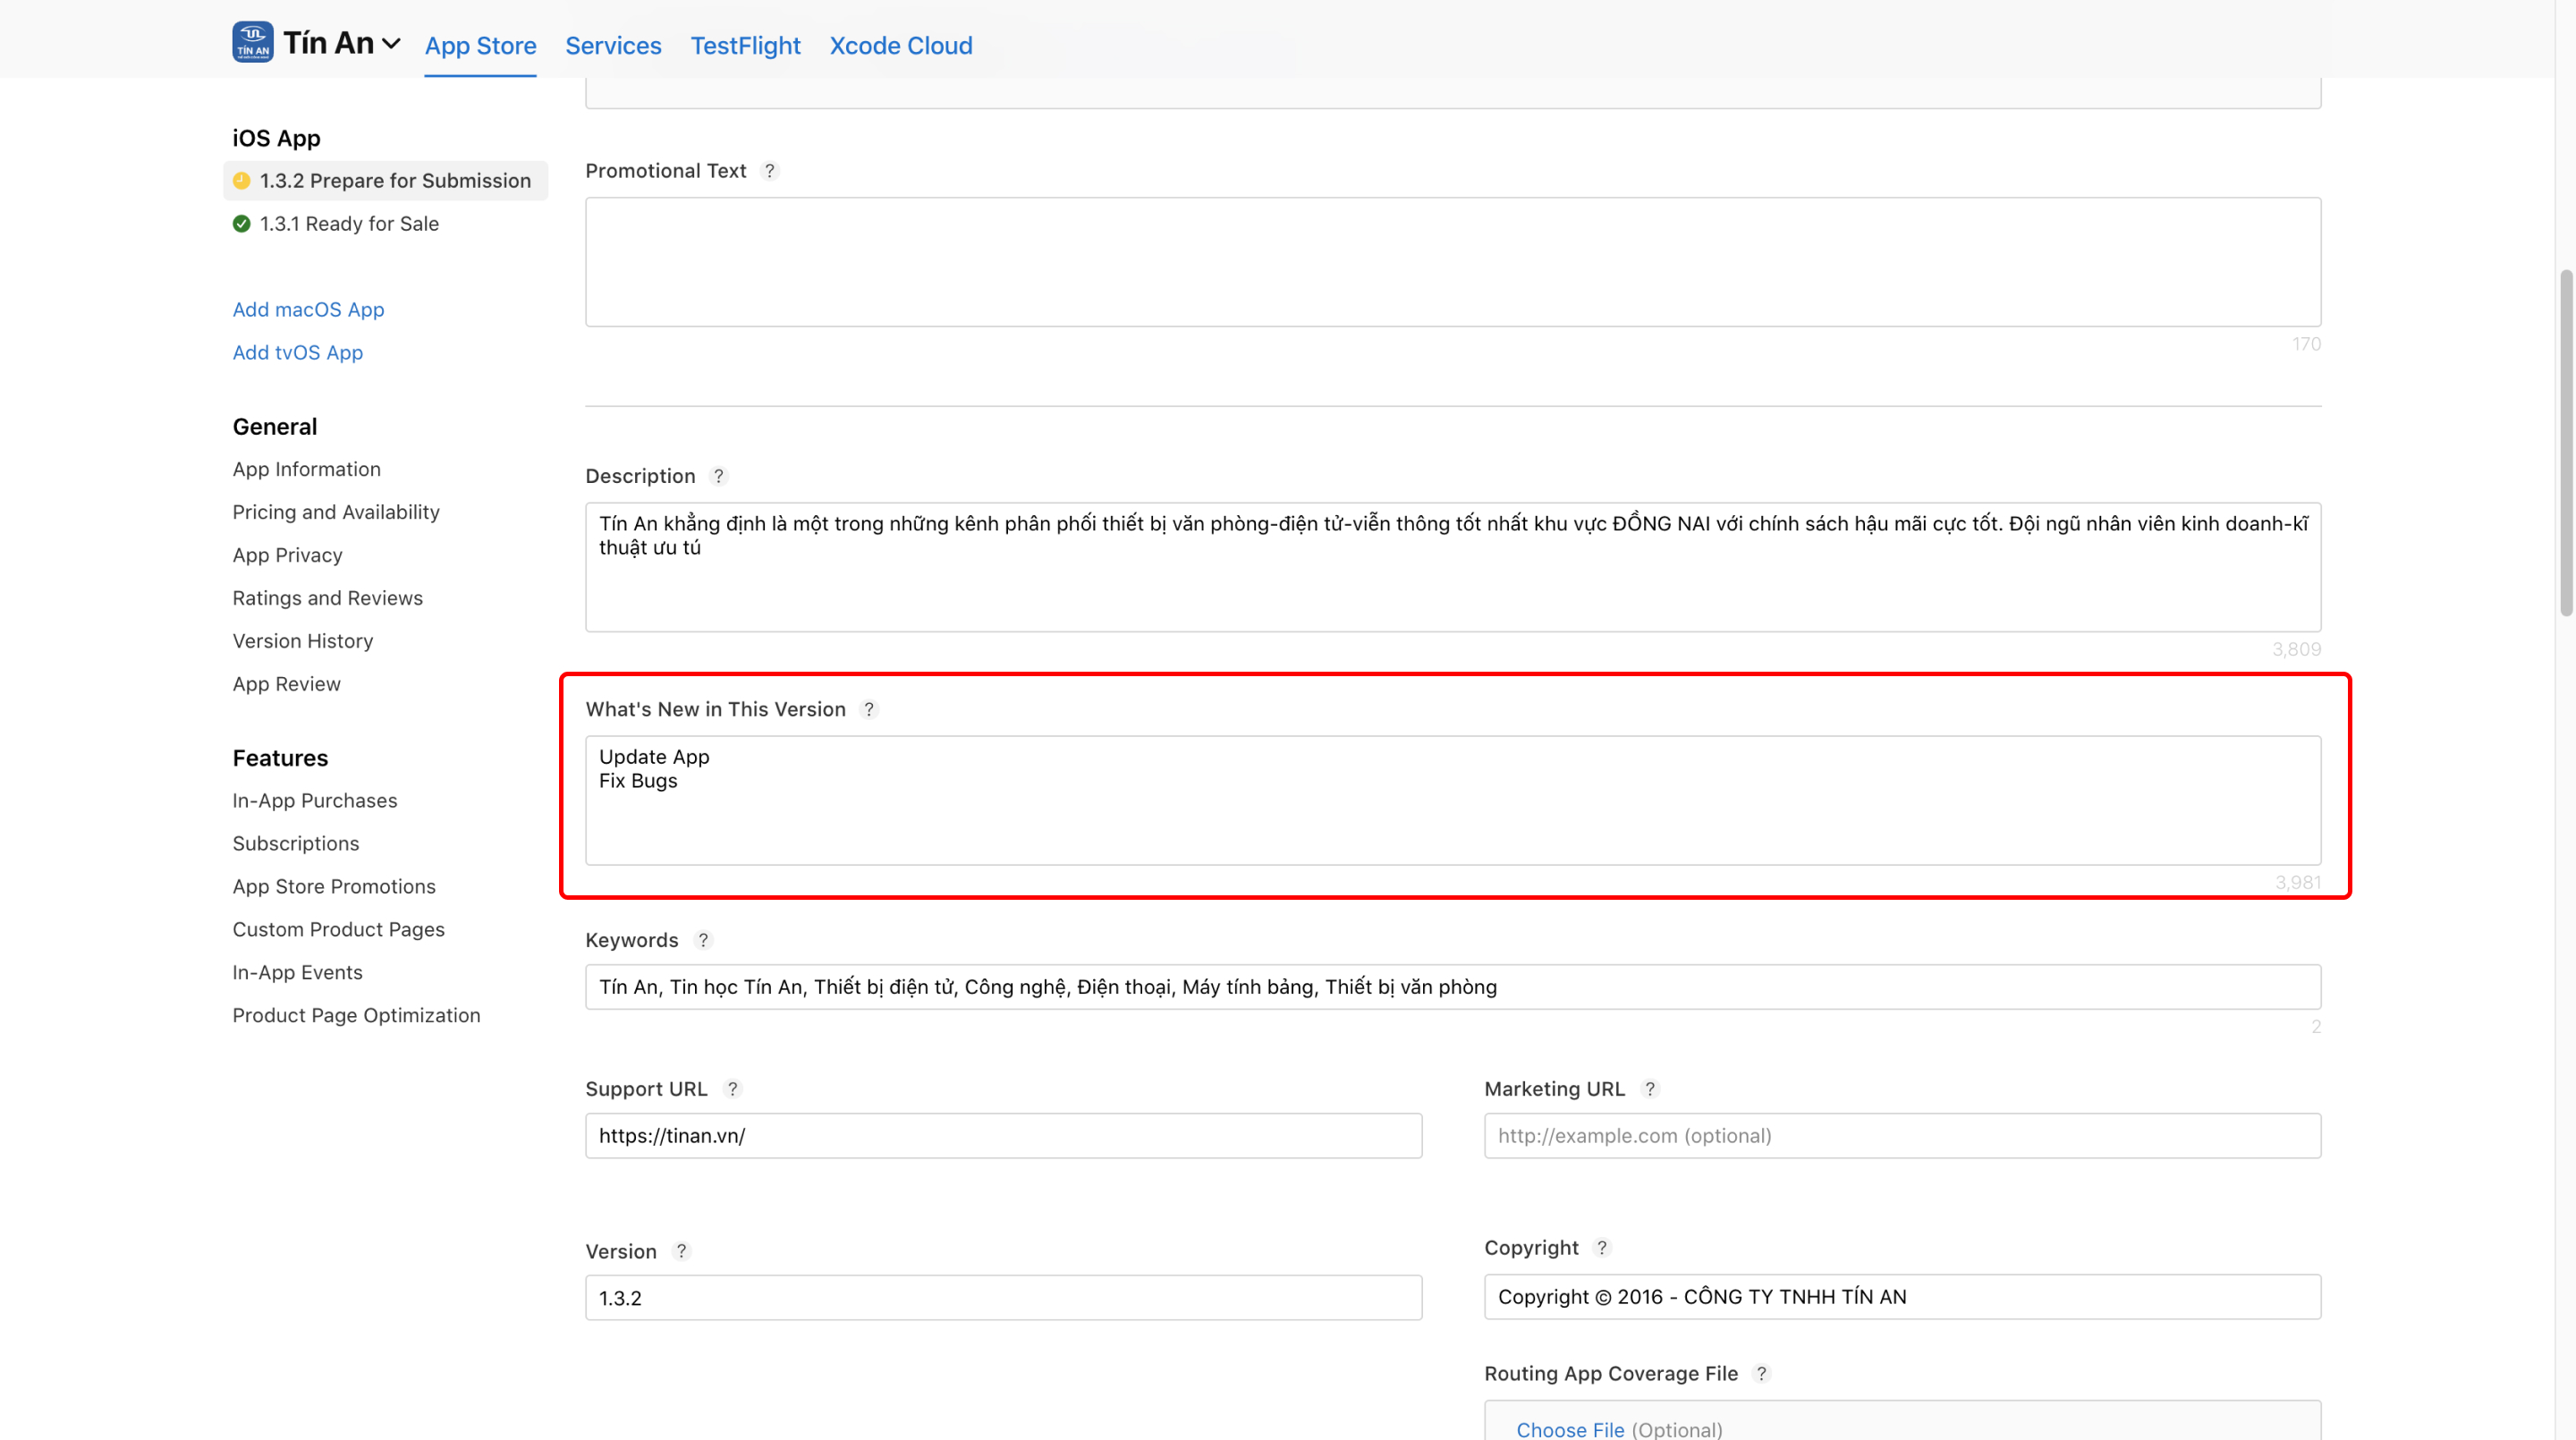 Tín An
App Store
Services
TestFlight
Xcode Cloud
iOS App
1.3.2 Prepare for Submission
1.3.1 Ready for Sale
Add macOS App
Add tvOS App
General
App Information
Pricing and Availability
App Privacy
Ratings and Reviews
Version History
App Review
Features
In-App Purchases
Subscriptions
App Store Promotions
Custom Product Pages
In-App Events
Product Page Optimization
Promotional Text ?
170
Description ?
Tín An khẳng định là một trong những kênh phân phối thiết bị văn phòng-điện tử-viễn thông tốt nhất khu vực ĐỒNG NAI với chính sách hậu mãi cực tốt. Đội ngũ nhân viên kinh doanh-kĩ
thuật ưu tú
3,809
What's New in This Version ?
Update App
Fix Bugs
3,981
Keywords ?
Tín An, Tin học Tín An, Thiết bị điện tử, Công nghệ, Điện thoại, Máy tính bảng, Thiết bị văn phòng
2
Support URL ?
https://tinan.vn/
Marketing URL ?
http://example.com (optional)
Version ?
1.3.2
Copyright ?
Copyright © 2016 - CÔNG TY TNHH TÍN AN
Routing App Coverage File ?
Choose File (Optional)